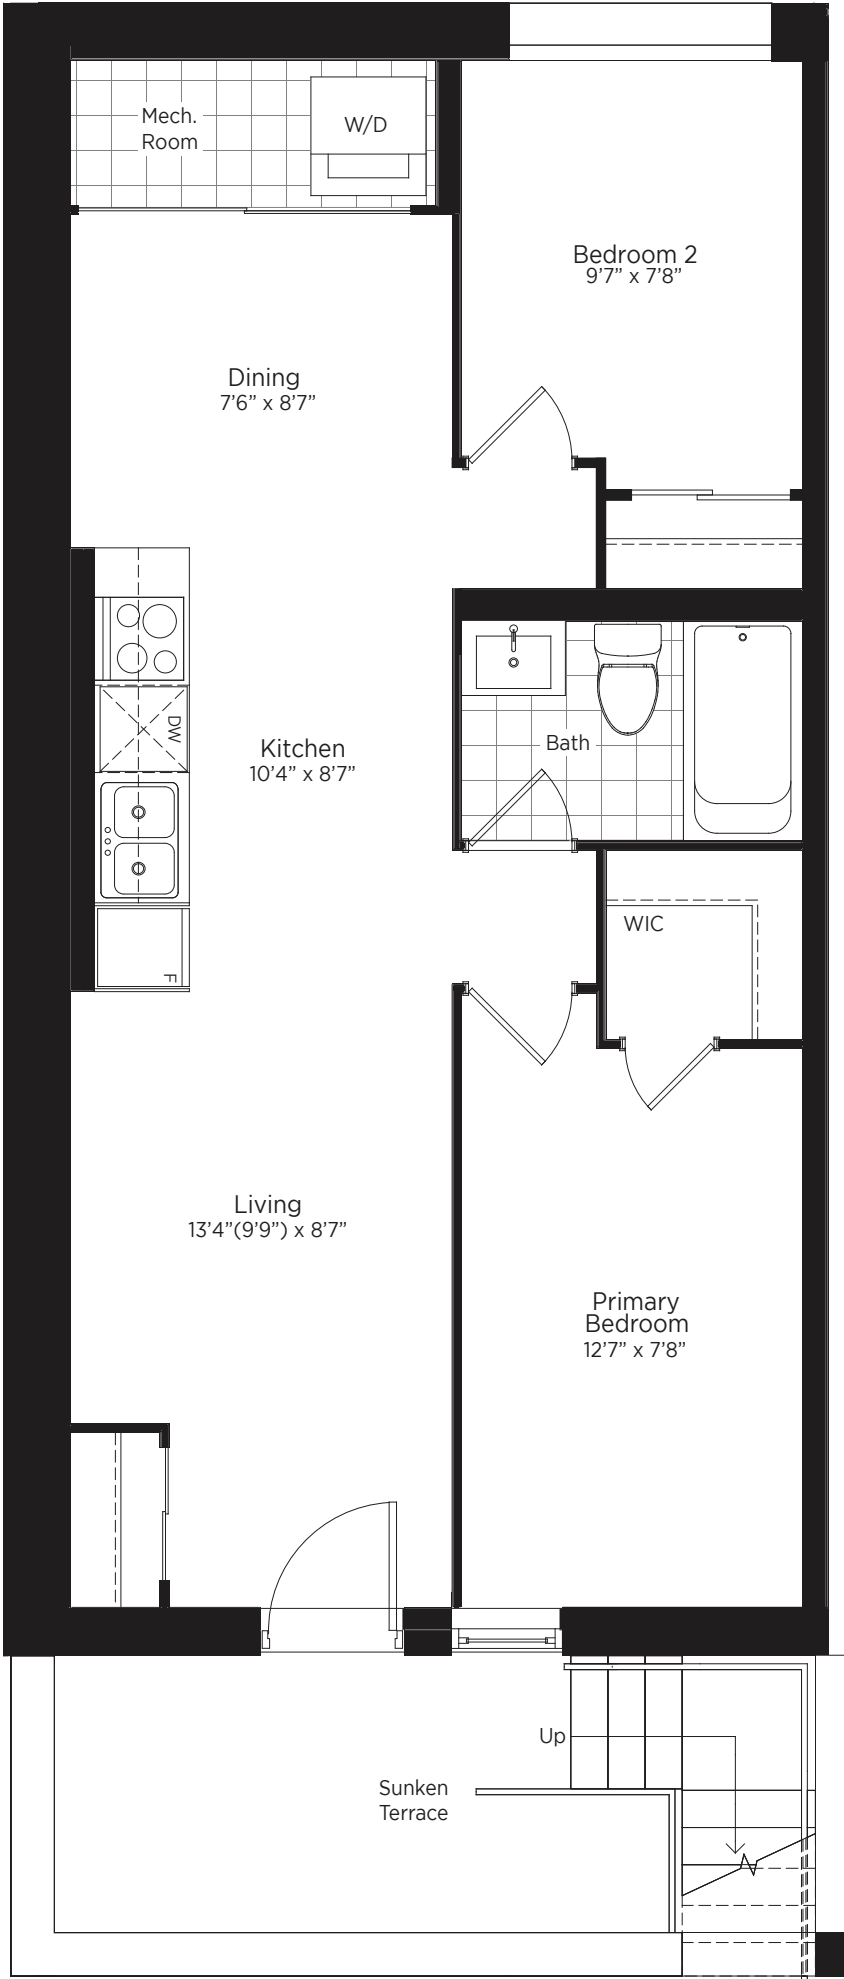 Mech.
Room
W/D
Bedroom 2
9’7” x 7’8”
Dining
7’6” x 8’7”
DW
Kitchen
10’4” x 8’7”
Bath
WIC
F
Living
13’4”(9’9”) x 8’7”
Primary
Bedroom
12’7” x 7’8”
Up
Sunken
Terrace